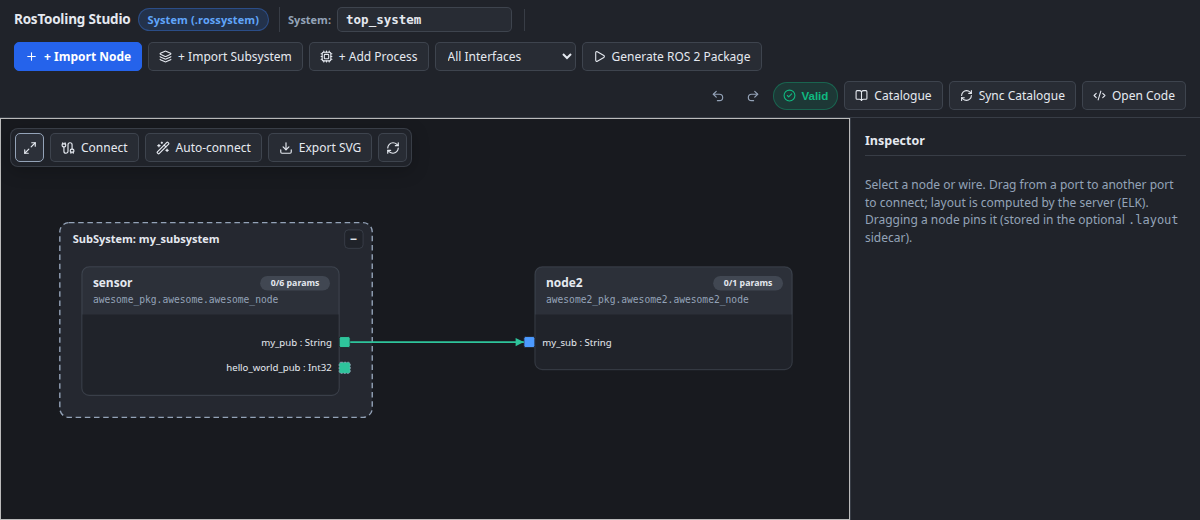 RosTooling Studio System (.rossystem) System: top_system
+ Import Node + Import Subsystem + Add Process All Interfaces Generate ROS 2 Package
Valid Catalogue Sync Catalogue Open Code
Connect Auto-connect Export SVG
Inspector
Select a node or wire. Drag from a port to another port
to connect; layout is computed by the server (ELK).
Dragging a node pins it (stored in the optional .layout
sidecar).
SubSystem: my_subsystem
sensor 0/6 params
awesome_pkg.awesome.awesome_node
my_pub : String
hello_world_pub : Int32
node2 0/1 params
awesome2_pkg.awesome2.awesome2_node
my_sub : String